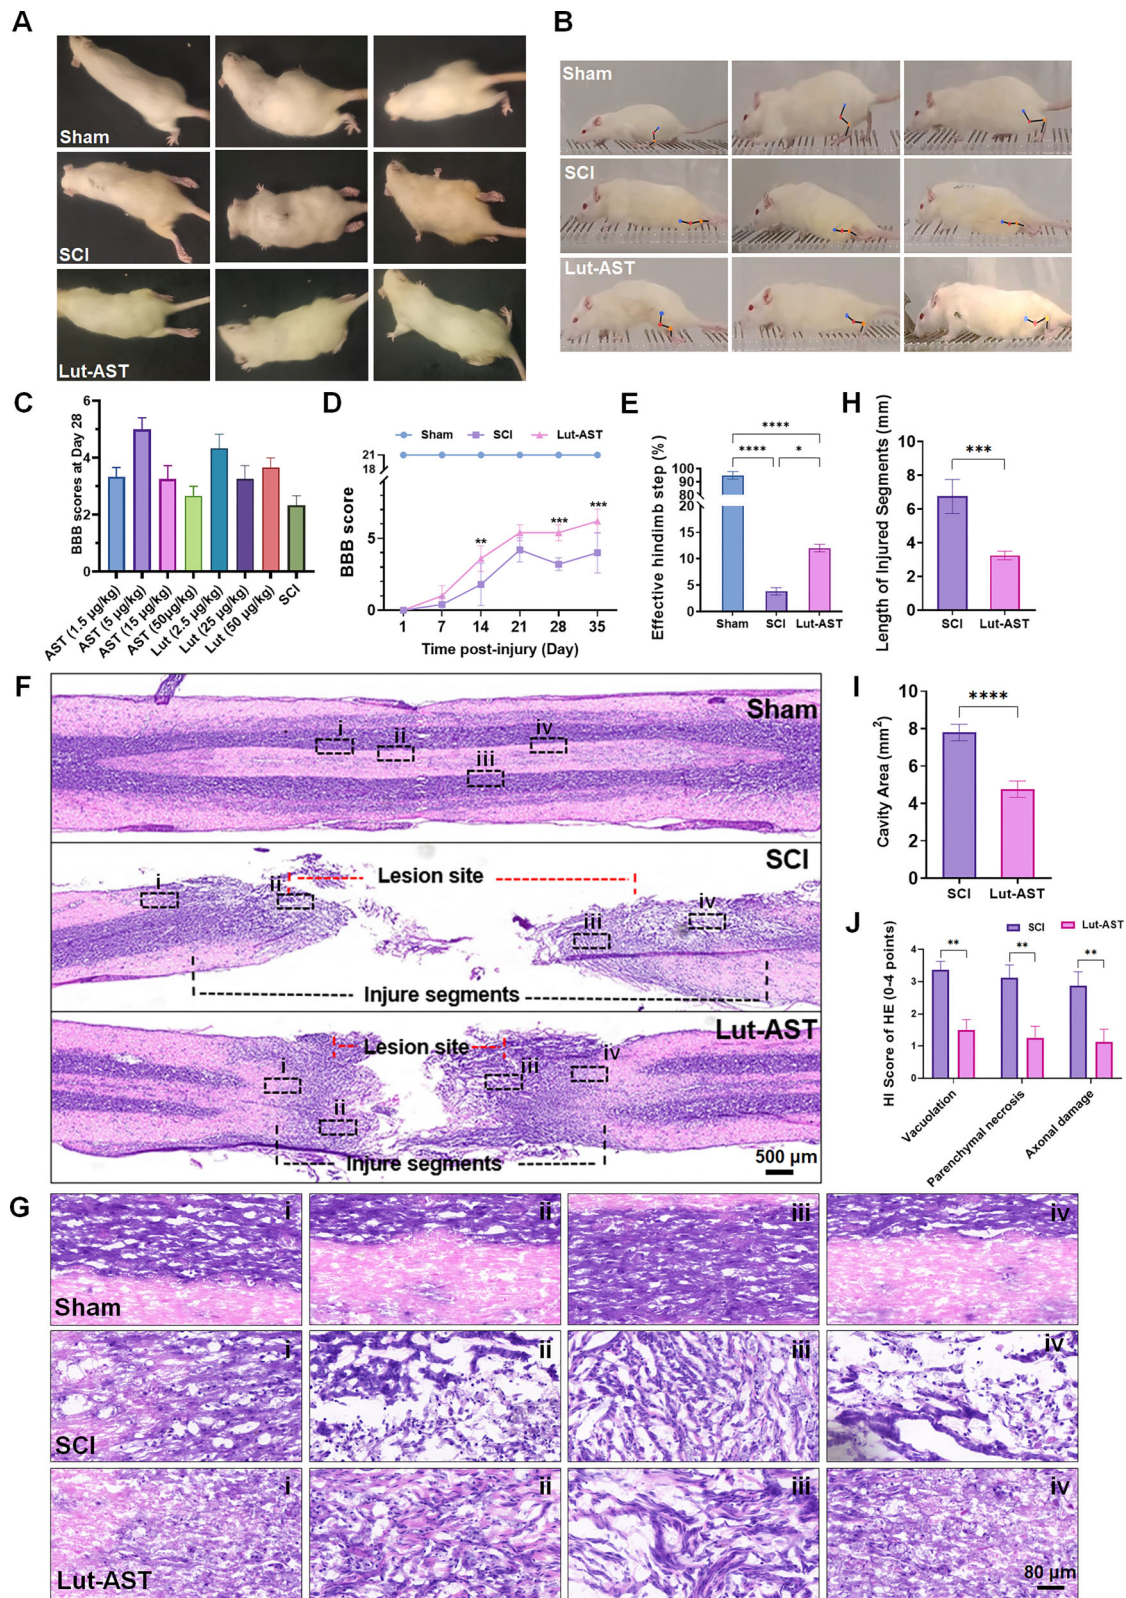 A
Sham
SCI
Lut-AST
B
Sham
SCI
Lut-AST
C
BBB scores at Day 28
6
4
2
0
AST (1.5 µg/kg)
AST (5 µg/kg)
AST (15 µg/kg)
AST (50µg/kg)
Lut (2.5 µg/kg)
Lut (25 µg/kg)
Lut (50 µg/kg)
SCI
D
Sham
SCI
Lut-AST
BBB score
21
18
5
0
**
***
***
1
7
14
21
28
35
Time post-injury (Day)
E
Effective hindimb step (%)
100
95
90
80
20
15
10
5
0
****
****
*
Sham
SCI
Lut-AST
H
Length of Injured Segments (mm)
8
6
4
2
0
***
SCI
Lut-AST
F
Sham
i
ii
iii
iv
SCI
Lesion site
i
ii
iii
iv
Injure segments
Lut-AST
Lesion site
i
ii
iii
iv
Injure segments
500 µm
I
Cavity Area (mm²)
10
8
6
4
2
0
****
SCI
Lut-AST
J
SCI
Lut-AST
HI Score of HE (0-4 points)
4
3
2
1
0
**
**
**
Vacuolation
Parenchymal necrosis
Axonal damage
G
i
ii
iii
iv
Sham
i
ii
iii
iv
SCI
i
ii
iii
iv
Lut-AST
80 µm